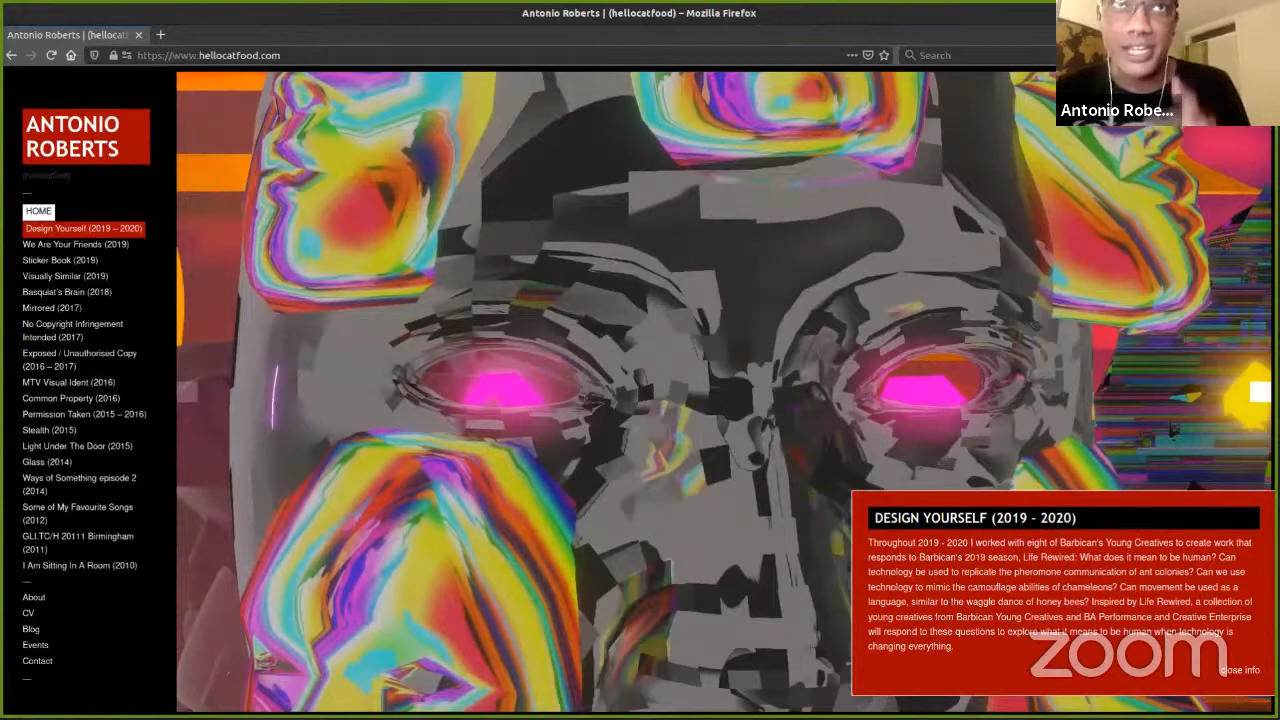 Antonio Roberts | (hellocatfood) – Mozilla Firefox
Antonio Roberts | (hellocat
https://www.hellocatfood.com
Search
Antonio Robe...
ANTONIO
ROBERTS
(hellocatfood)
—
HOME
Design Yourself (2019 – 2020)
We Are Your Friends (2019)
Sticker Book (2019)
Visually Similar (2019)
Basquiat's Brain (2018)
Mirrored (2017)
No Copyright Infringement
Intended (2017)
Exposed / Unauthorised Copy
(2016 – 2017)
MTV Visual Ident (2016)
Common Property (2016)
Permission Taken (2015 – 2016)
Stealth (2015)
Light Under The Door (2015)
Glass (2014)
Ways of Something episode 2
(2014)
Some of My Favourite Songs
(2012)
GLI.TC/H 20111 Birmingham
(2011)
I Am Sitting In A Room (2010)
—
About
CV
Blog
Events
Contact
—
DESIGN YOURSELF (2019 - 2020)
Throughout 2019 - 2020 I worked with eight of Barbican's Young Creatives to create work that
responds to Barbican's 2019 season, Life Rewired: What does it mean to be human? Can
technology be used to replicate the pheromone communication of ant colonies? Can we use
technology to mimic the camouflage abilities of chameleons? Can movement be used as a
language, similar to the waggle dance of honey bees? Inspired by Life Rewired, a collection of
young creatives from Barbican Young Creatives and BA Performance and Creative Enterprise
will respond to these questions to explore what it means to be human when technology is
changing everything.
close info
zoom